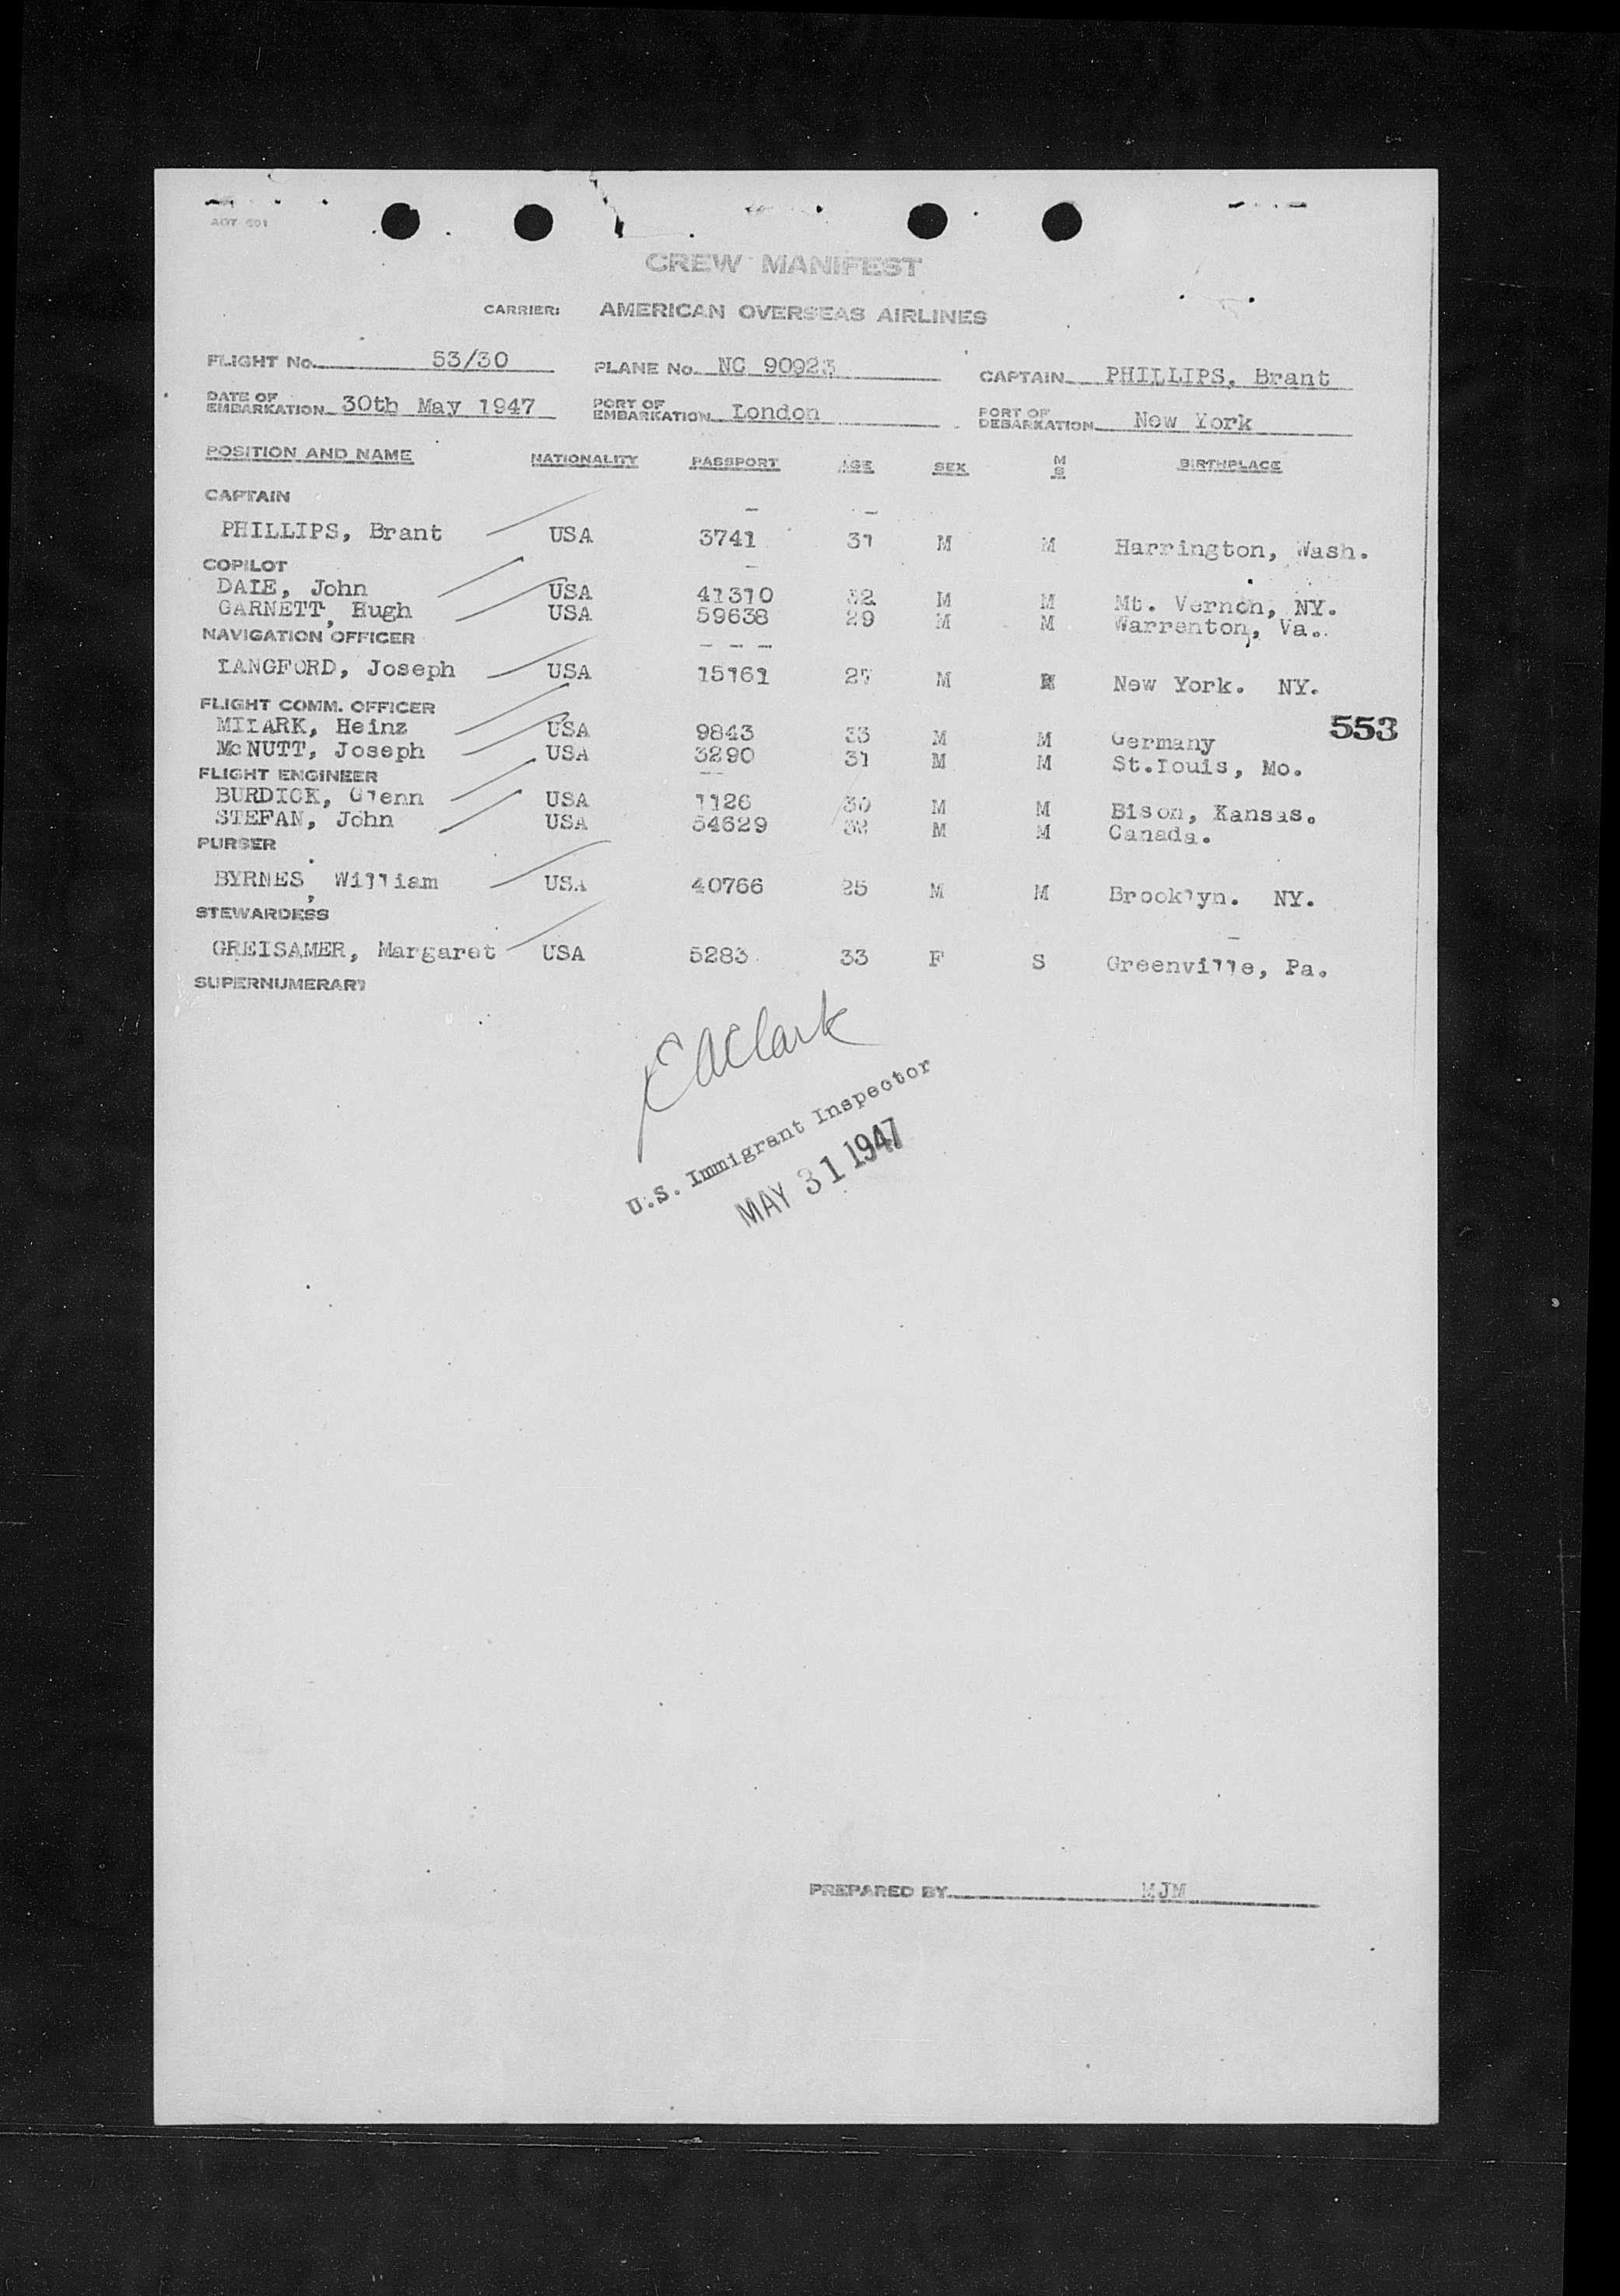 AOT 501
CREW MANIFEST
CARRIER: AMERICAN OVERSEAS AIRLINES
FLIGHT No. 53/30 PLANE No. NC 90923 CAPTAIN PHILLIPS, Brant
DATE OF EMBARKATION 30th May 1947 PORT OF EMBARKATION London PORT OF DEBARKATION New York
POSITION AND NAME NATIONALITY PASSPORT AGE SEX M S BIRTHPLACE
CAPTAIN
PHILLIPS, Brant USA 3741 31 M M Harrington, Wash.
COPILOT
DALE, John USA 41310 32 M M Mt. Vernon, NY.
GARNETT, Hugh USA 59638 29 M M Warrenton, Va.
NAVIGATION OFFICER
LANGFORD, Joseph USA 15161 27 M New York. NY.
FLIGHT COMM. OFFICER
MILARK, Heinz USA 9843 33 M M Germany
553
McNUTT, Joseph USA 3290 31 M M St.Louis, Mo.
FLIGHT ENGINEER
BURDICK, Glenn USA 1126 30 M M Bison, Kansas.
STEFAN, John USA 54629 32 M M Canada.
PURSER
BYRNES, William USA 40766 25 M M Brooklyn. NY.
STEWARDESS
GREISAMER, Margaret USA 5283 33 F S Greenville, Pa.
SUPERNUMERARY
E A Clark
U.S. Immigrant Inspector
MAY 31 1947
PREPARED BY MJM